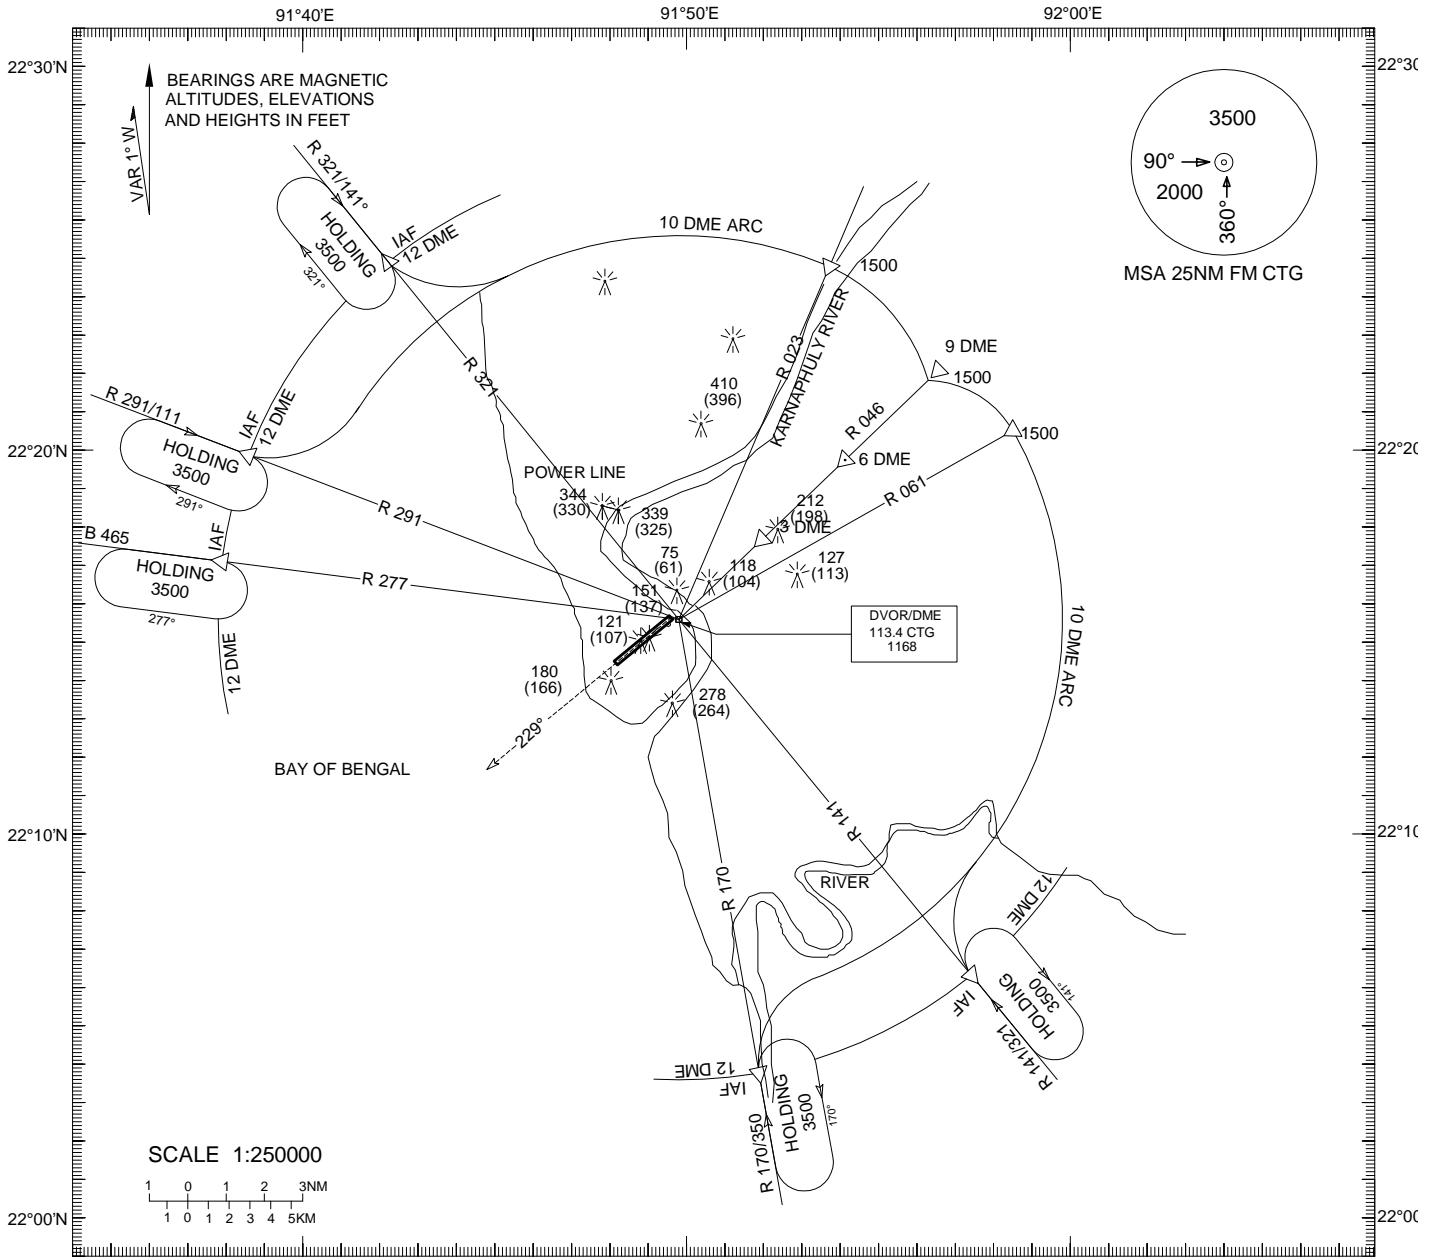 91°40'E
91°50'E
92°00'E
22°30'N
22°30
BEARINGS ARE MAGNETIC
ALTITUDES, ELEVATIONS
AND HEIGHTS IN FEET
VAR 1° W
3500
90°
2000
360°
MSA 25NM FM CTG
R 321/141°
HOLDING
3500
321°
IAF
12 DME
10 DME ARC
1500
R 023
KARNAPHULY RIVER
9 DME
1500
R 321
410
(396)
R 046
1500
R 291/111
IAF
12 DME
HOLDING
3500
291°
22°20'N
22°20
6 DME
R 061
POWER LINE
344
(330)
339
(325)
212
(198)
3 DME
R 291
B 465
IAF
HOLDING
3500
277°
R 277
75
(61)
118
(104)
127
(113)
151
(137)
121
(107)
DVOR/DME
113.4 CTG
1168
12 DME
180
(166)
278
(264)
10 DME ARC
229°
BAY OF BENGAL
22°10'N
22°10
R 141
R 170
RIVER
12 DME
141°
HOLDING
3500
IAF
R 141/321
12 DME
IAF
HOLDING
3500
170°
R 170/350
SCALE 1:250000
1 0 1 2 3NM
1 0 1 2 3 4 5KM
22°00'N
22°00